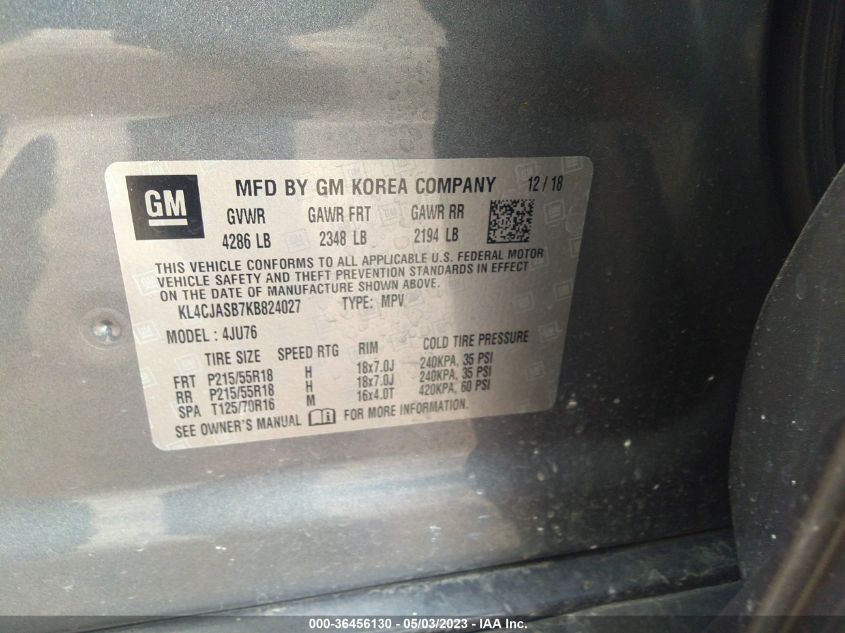 GM
MFD BY GM KOREA COMPANY 12/18
GVWR GAWR FRT GAWR RR
4286 LB 2348 LB 2194 LB
THIS VEHICLE CONFORMS TO ALL APPLICABLE U.S. FEDERAL MOTOR
VEHICLE SAFETY AND THEFT PREVENTION STANDARDS IN EFFECT
ON THE DATE OF MANUFACTURE SHOWN ABOVE.
KL4CJASB7KB824027 TYPE: MPV
MODEL: 4JU76
TIRE SIZE SPEED RTG RIM COLD TIRE PRESSURE
FRT P215/55R18 H 18x7.0J 240KPA, 35 PSI
RR P215/55R18 H 18x7.0J 240KPA, 35 PSI
SPA T125/70R16 M 16x4.0T 420KPA, 60 PSI
SEE OWNER'S MANUAL FOR MORE INFORMATION.
000-36456130 - 05/03/2023 - IAA Inc.